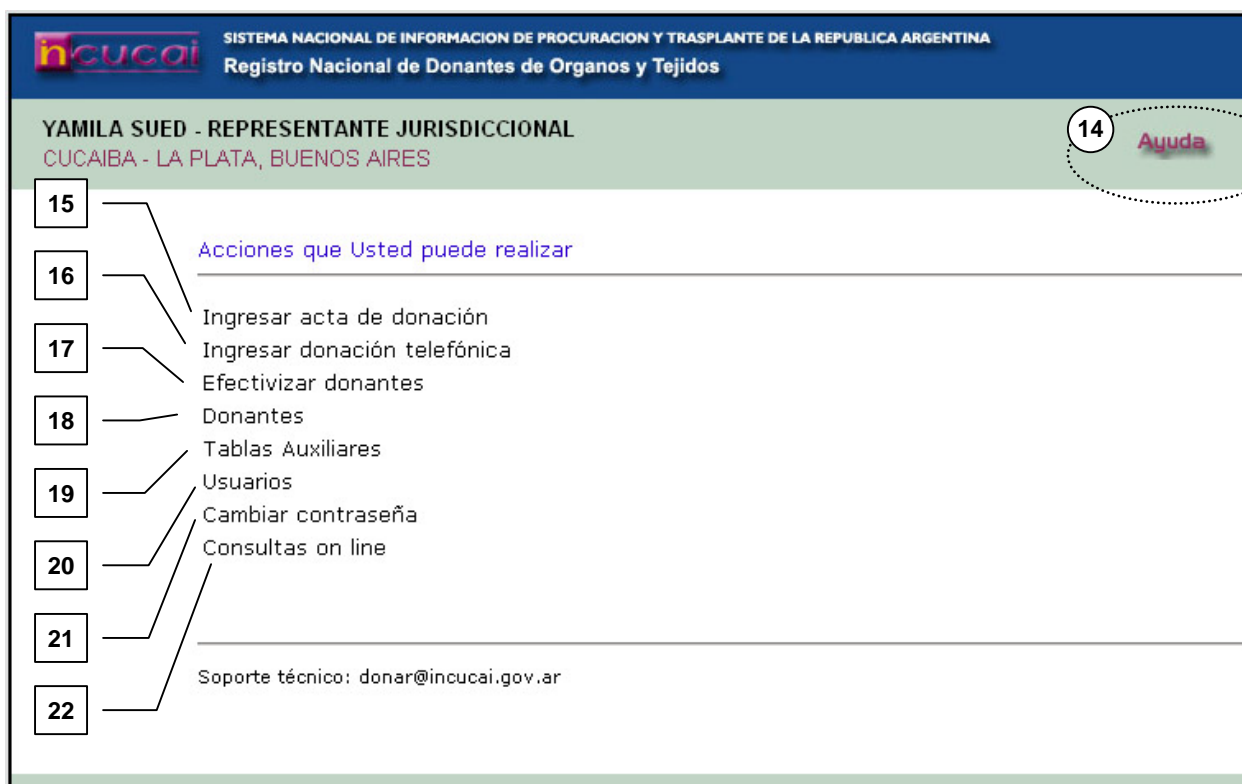 incucai
SISTEMA NACIONAL DE INFORMACION DE PROCURACION Y TRASPLANTE DE LA REPUBLICA ARGENTINA
Registro Nacional de Donantes de Organos y Tejidos
YAMILA SUED - REPRESENTANTE JURISDICCIONAL
CUCAIBA - LA PLATA, BUENOS AIRES
14
Ayuda
15
Acciones que Usted puede realizar
16
Ingresar acta de donación
17
Ingresar donación telefónica
Efectivizar donantes
18
Donantes
Tablas Auxiliares
19
Usuarios
Cambiar contraseña
20
Consultas on line
21
Soporte técnico: donar@incucai.gov.ar
22